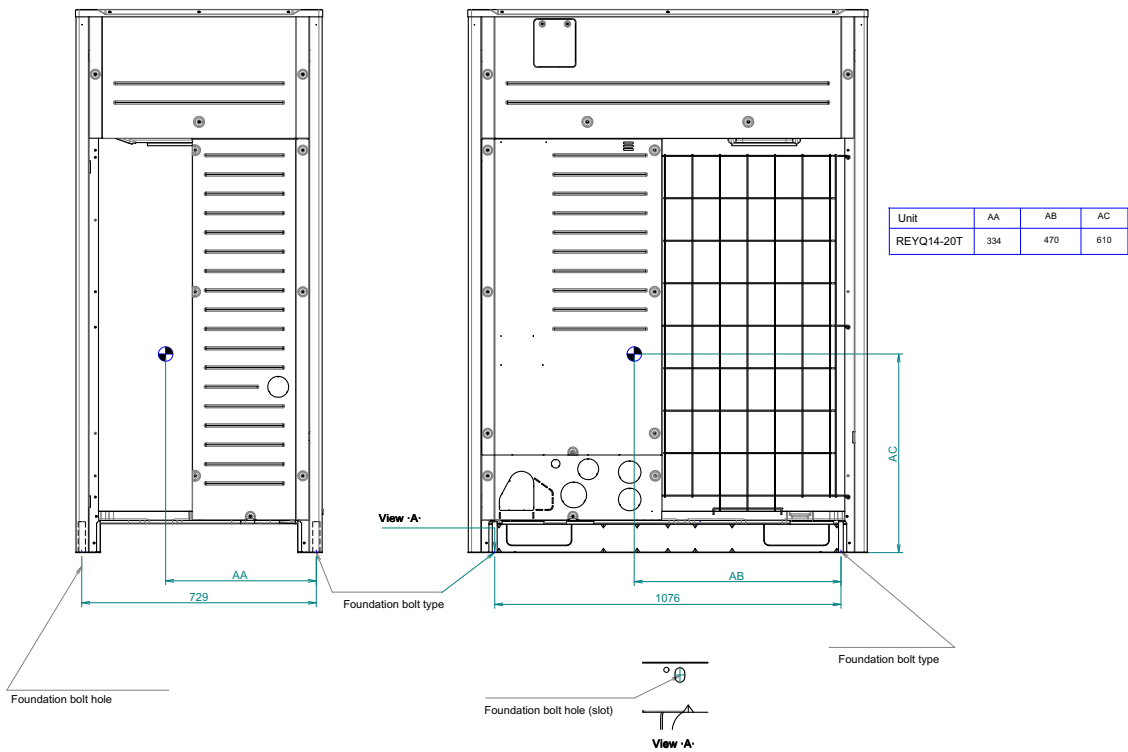 Unit AA AB AC
REYQ14-20T 334 470 610
AC
View ·A·
AA
AB
729
1076
Foundation bolt type
Foundation bolt type
Foundation bolt hole
Foundation bolt hole (slot)
View ·A·